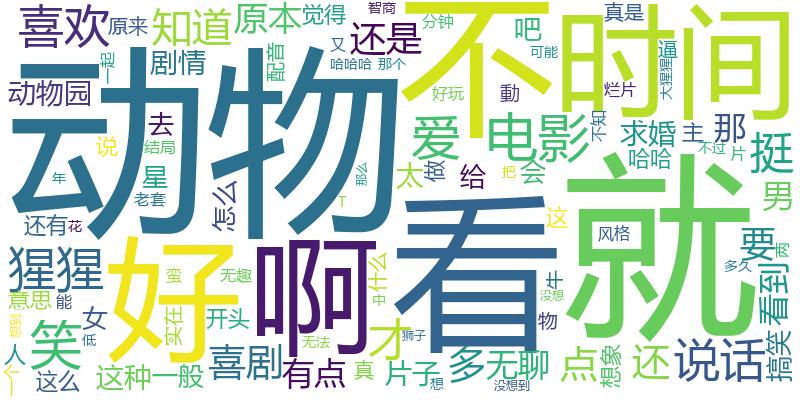 喜欢
原来
知道
原本
觉得
智商
分钟
还是
不
时间
吧
真是
动物园
一起
剧情
配音
又
哈哈哈
那个
可能
逼
大猩猩
动物
好玩
動
烂片
不知
求婚
主
那
去
爱
电影
哈哈
不过
片
挺
说
结局
星
太
做
给
会
把
年
老套
怎么
那么
T
看
就
男
还有
花
这
风格
要
两
猩猩
好
啊
什么
中
牛
多久
看到
意思
能
蛮
无趣
没想
物
女
低
实在
开头
无法
狮子
才
笑
人
这么
这种
一般
喜剧
有点
真
片子
想
多
无聊
没想到
点
想象
还
说话
搞笑